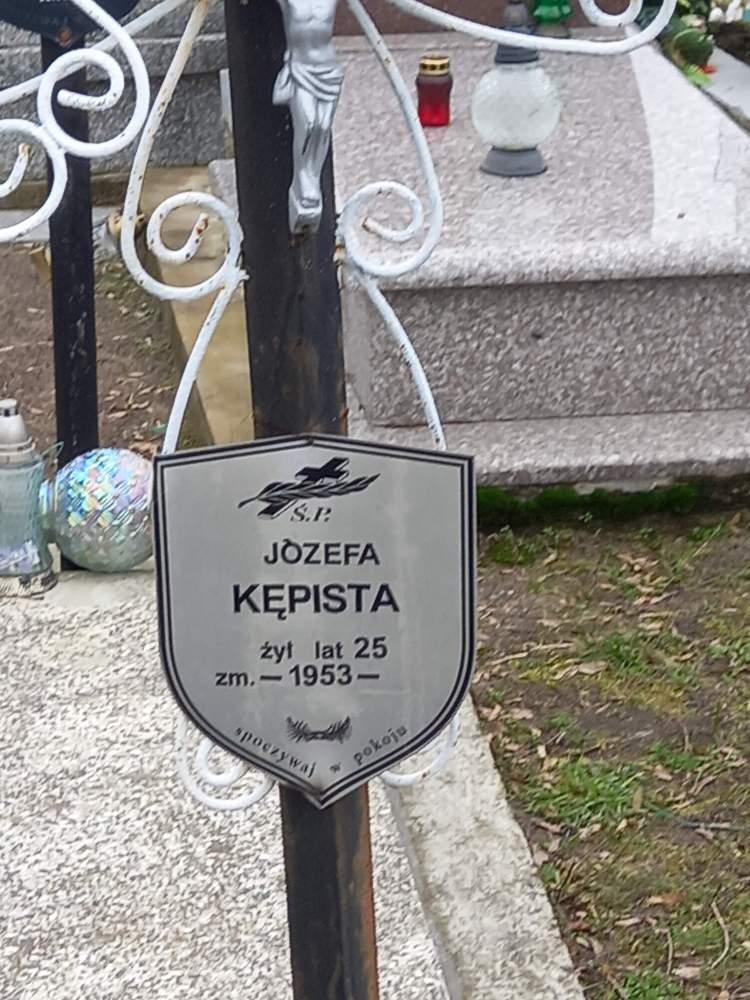 Ś.P.
JÒZEFA
KĘPISTA
żył lat 25
zm. — 1953 —
spoczywaj w pokoju